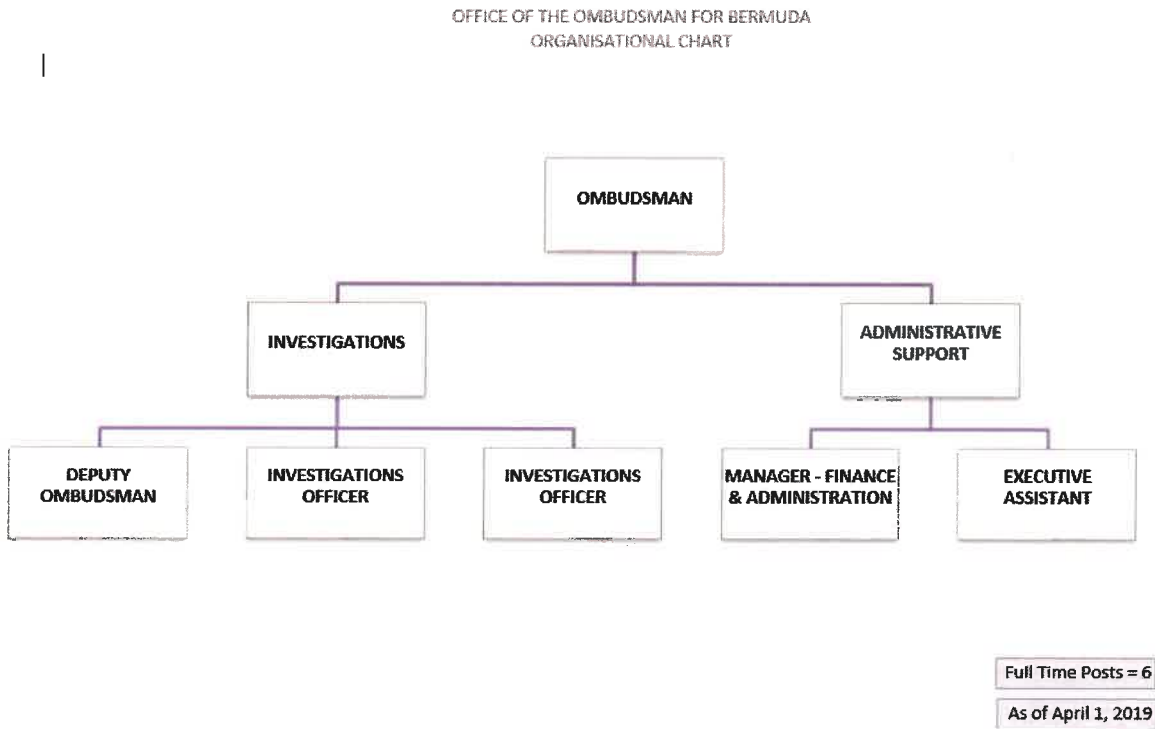 OFFICE OF THE OMBUDSMAN FOR BERMUDA
ORGANISATIONAL CHART
OMBUDSMAN
INVESTIGATIONS
ADMINISTRATIVE
SUPPORT
DEPUTY
OMBUDSMAN
INVESTIGATIONS
OFFICER
INVESTIGATIONS
OFFICER
MANAGER - FINANCE
& ADMINISTRATION
EXECUTIVE
ASSISTANT
Full Time Posts = 6
As of April 1, 2019